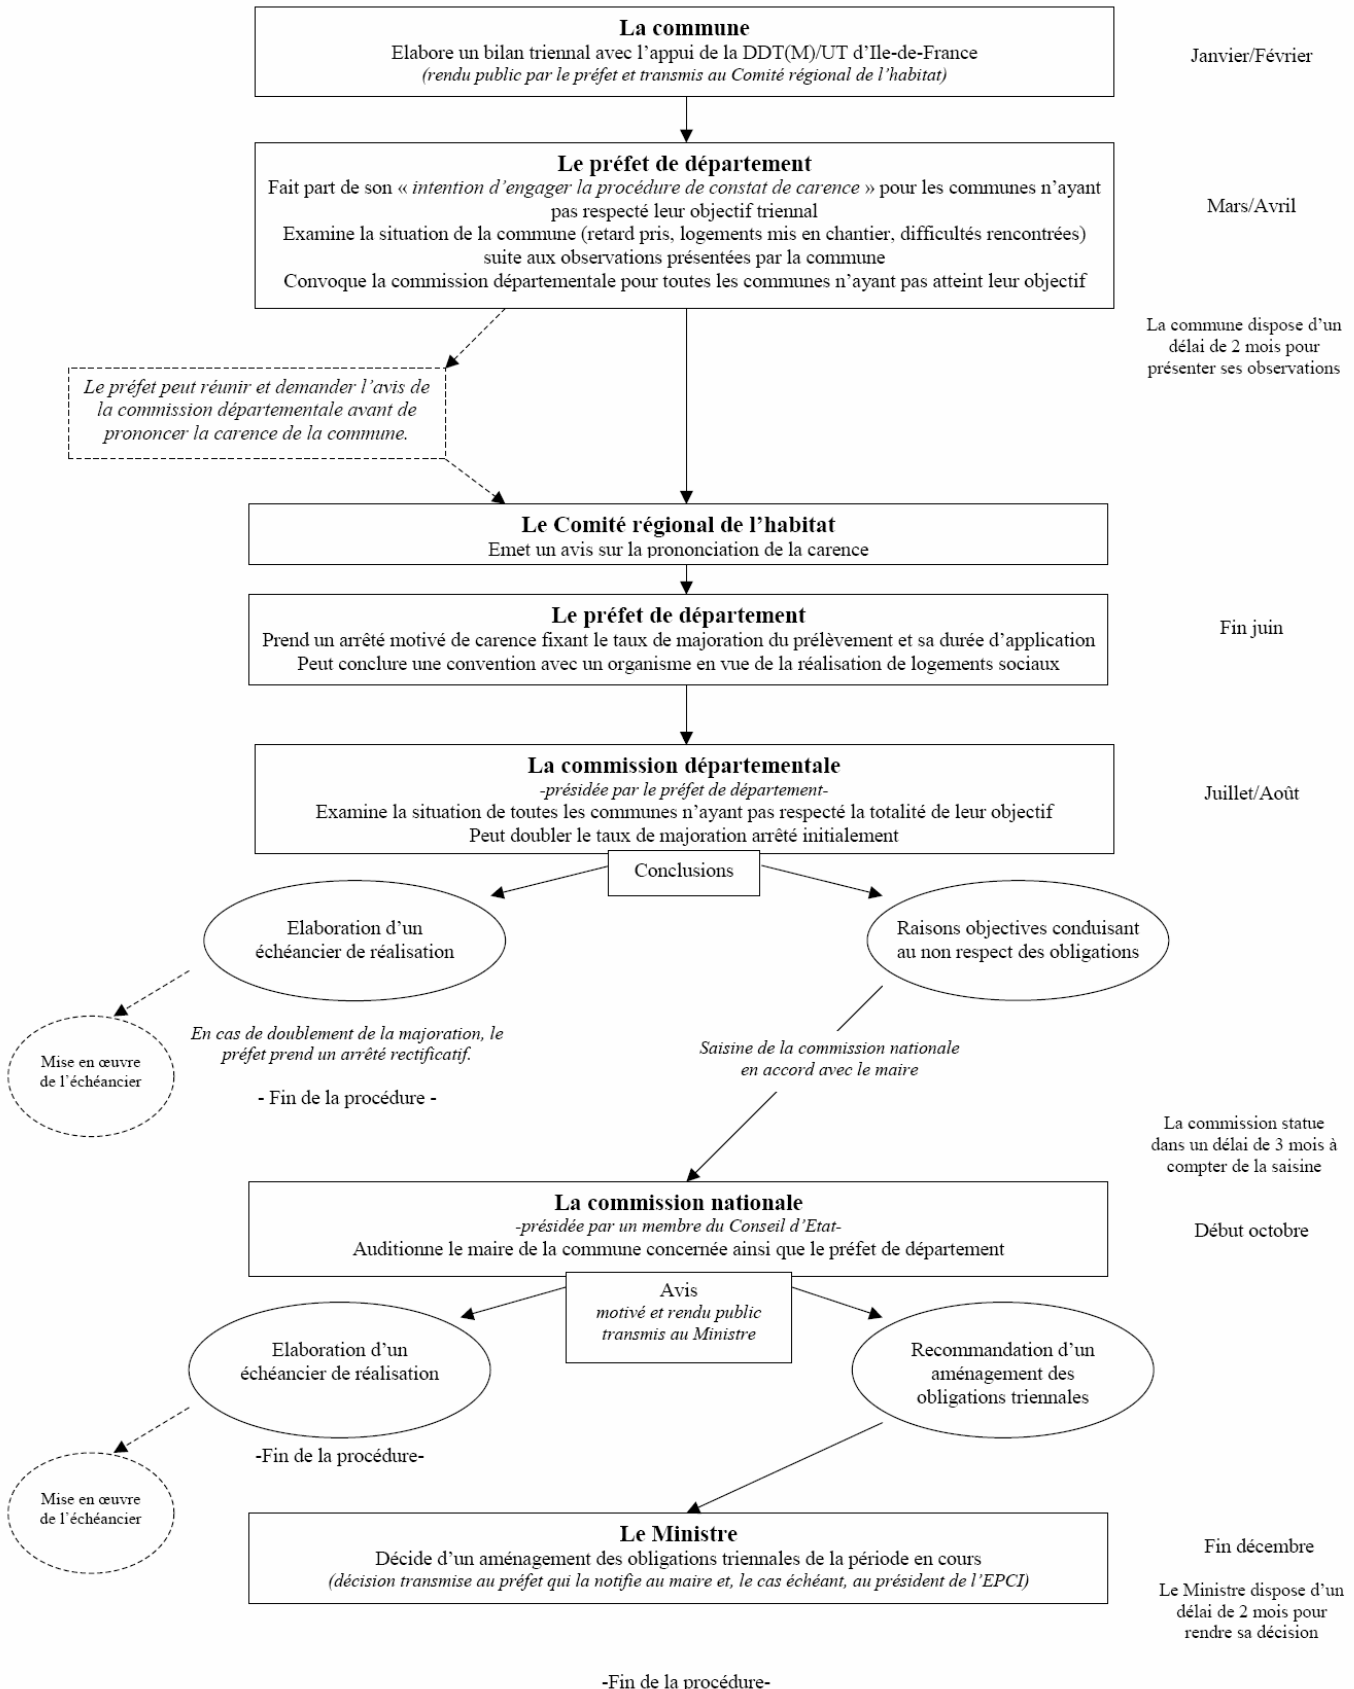 La commune
Elabore un bilan triennal avec l’appui de la DDT(M)/UT d’Ile-de-France
(rendu public par le préfet et transmis au Comité régional de l’habitat)
Janvier/Février
Le préfet de département
Fait part de son « intention d’engager la procédure de constat de carence » pour les communes n’ayant
pas respecté leur objectif triennal
Examine la situation de la commune (retard pris, logements mis en chantier, difficultés rencontrées)
suite aux observations présentées par la commune
Convoque la commission départementale pour toutes les communes n’ayant pas atteint leur objectif
Mars/Avril
La commune dispose d’un
délai de 2 mois pour
présenter ses observations
Le préfet peut réunir et demander l’avis de
la commission départementale avant de
prononcer la carence de la commune.
Le Comité régional de l’habitat
Emet un avis sur la prononciation de la carence
Le préfet de département
Prend un arrêté motivé de carence fixant le taux de majoration du prélèvement et sa durée d’application
Peut conclure une convention avec un organisme en vue de la réalisation de logements sociaux
Fin juin
La commission départementale
-présidée par le préfet de département-
Examine la situation de toutes les communes n’ayant pas respecté la totalité de leur objectif
Peut doubler le taux de majoration arrêté initialement
Juillet/Août
Conclusions
Elaboration d’un
échéancier de réalisation
Raisons objectives conduisant
au non respect des obligations
Mise en œuvre
de l’échéancier
En cas de doublement de la majoration, le
préfet prend un arrêté rectificatif.
- Fin de la procédure -
Saisine de la commission nationale
en accord avec le maire
La commission statue
dans un délai de 3 mois à
compter de la saisine
La commission nationale
-présidée par un membre du Conseil d’Etat-
Auditionne le maire de la commune concernée ainsi que le préfet de département
Début octobre
Avis
motivé et rendu public
transmis au Ministre
Elaboration d’un
échéancier de réalisation
Recommandation d’un
aménagement des
obligations triennales
-Fin de la procédure-
Mise en œuvre
de l’échéancier
Le Ministre
Décide d’un aménagement des obligations triennales de la période en cours
(décision transmise au préfet qui la notifie au maire et, le cas échéant, au président de l’EPCI)
Fin décembre
Le Ministre dispose d’un
délai de 2 mois pour
rendre sa décision
-Fin de la procédure-